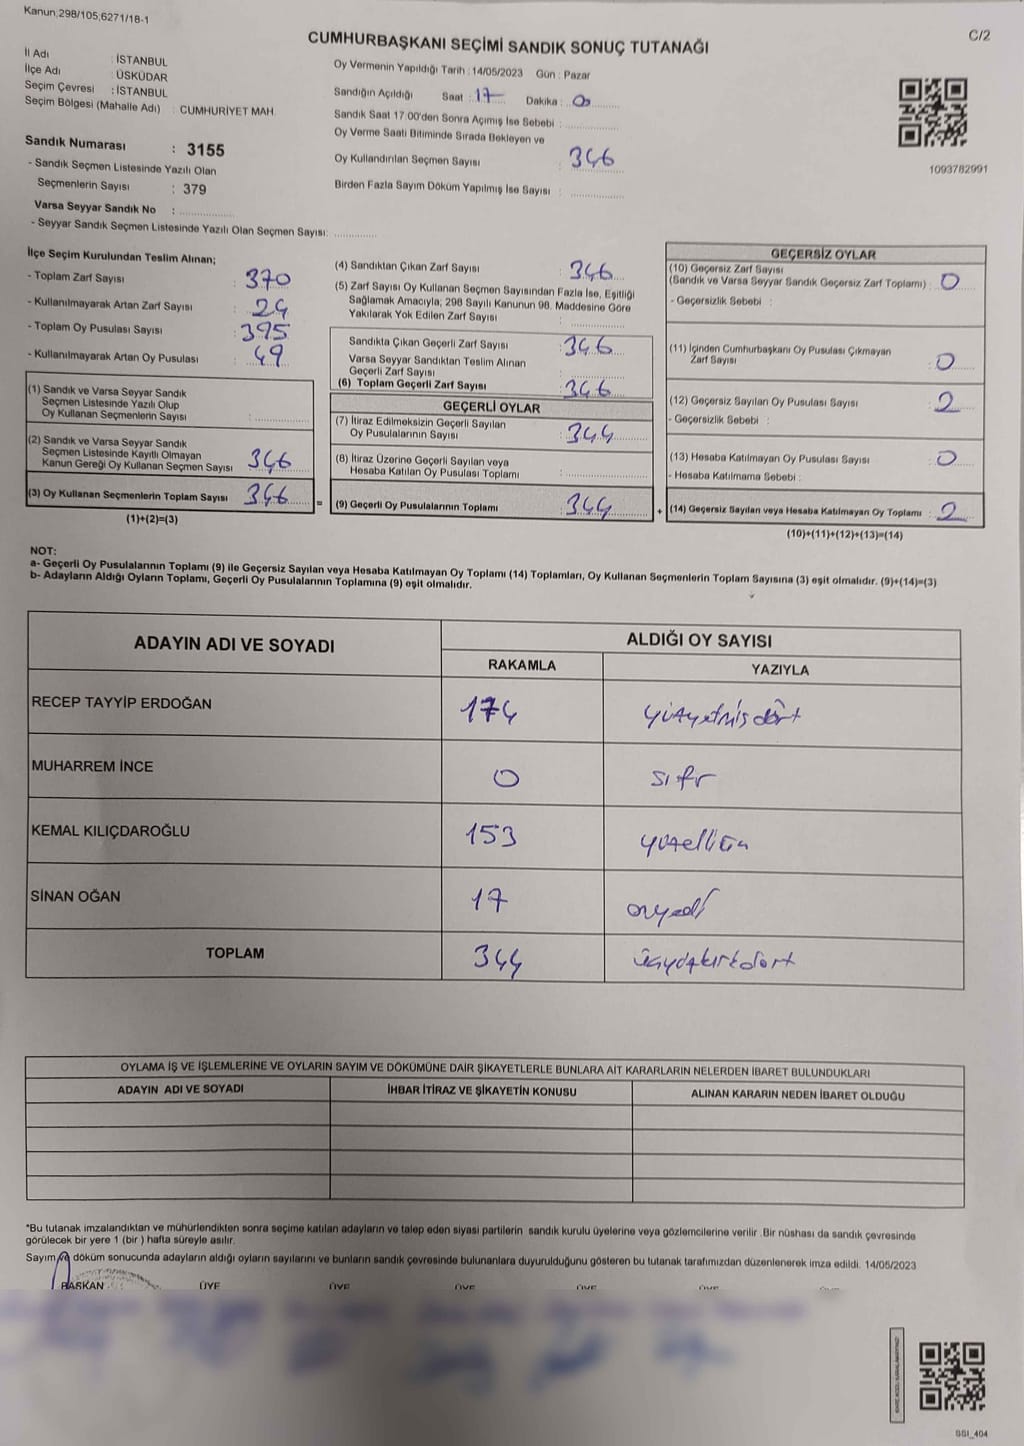 Kanun,298/105,6271/18-1
C/2
CUMHURBAŞKANI SEÇİMİ SANDIK SONUÇ TUTANAĞI
İl Adı : İSTANBUL
İlçe Adı : ÜSKÜDAR
Seçim Çevresi : İSTANBUL
Seçim Bölgesi (Mahalle Adı) : CUMHURİYET MAH.
Sandık Numarası : 3155
- Sandık Seçmen Listesinde Yazılı Olan
Seçmenlerin Sayısı : 379
Varsa Seyyar Sandık No :
- Seyyar Sandık Seçmen Listesinde Yazılı Olan Seçmen Sayısı:
Oy Vermenin Yapıldığı Tarih : 14/05/2023 Gün : Pazar
Sandığın Açıldığı Saat : 17 Dakika :
Sandık Saat 17.00'den Sonra Açımış İse Sebebi :
Oy Verme Saati Bitiminde Sırada Bekleyen ve
Oy Kullandırılan Seçmen Sayısı : 346
Birden Fazla Sayım Döküm Yapılmış İse Sayısı :
1093782991
İlçe Seçim Kurulundan Teslim Alınan;
- Toplam Zarf Sayısı : 370
- Kullanılmayarak Artan Zarf Sayısı : 24
- Toplam Oy Pusulası Sayısı : 395
- Kullanılmayarak Artan Oy Pusulası : 49
(1) Sandık ve Varsa Seyyar Sandık
Seçmen Listesinde Yazılı Olup
Oy Kullanan Seçmenlerin Sayısı :
(2) Sandık ve Varsa Seyyar Sandık
Seçmen Listesinde Kayıtlı Olmayan
Kanun Gereği Oy Kullanan Seçmen Sayısı : 346
(3) Oy Kullanan Seçmenlerin Toplam Sayısı : 346
(1)+(2)=(3)
(4) Sandıktan Çıkan Zarf Sayısı : 346
(5) Zarf Sayısı Oy Kullanan Seçmen Sayısından Fazla İse, Eşitliği
Sağlamak Amacıyla; 298 Sayılı Kanunun 98. Maddesine Göre
Yakılarak Yok Edilen Zarf Sayısı :
Sandıkta Çıkan Geçerli Zarf Sayısı : 346
Varsa Seyyar Sandıktan Teslim Alınan
Geçerli Zarf Sayısı :
(6) Toplam Geçerli Zarf Sayısı : 346
GEÇERLİ OYLAR
(7) İtiraz Edilmeksizin Geçerli Sayılan
Oy Pusulalarının Sayısı : 344
(8) İtiraz Üzerine Geçerli Sayılan veya
Hesaba Katılan Oy Pusulası Toplamı :
= (9) Geçerli Oy Pusulalarının Toplamı : 344
GEÇERSİZ OYLAR
(10) Geçersiz Zarf Sayısı
(Sandık ve Varsa Seyyar Sandık Geçersiz Zarf Toplamı) : 0
- Geçersizlik Sebebi :
(11) İçinden Cumhurbaşkanı Oy Pusulası Çıkmayan
Zarf Sayısı : 0
(12) Geçersiz Sayılan Oy Pusulası Sayısı : 2
- Geçersizlik Sebebi :
(13) Hesaba Katılmayan Oy Pusulası Sayısı : 0
- Hesaba Katılmama Sebebi :
+ (14) Geçersiz Sayılan veya Hesaba Katılmayan Oy Toplamı : 2
(10)+(11)+(12)+(13)=(14)
NOT:
a- Geçerli Oy Pusulalarının Toplamı (9) ile Geçersiz Sayılan veya Hesaba Katılmayan Oy Toplamı (14) Toplamları, Oy Kullanan Seçmenlerin Toplam Sayısına (3) eşit olmalıdır. (9)+(14)=(3)
b- Adayların Aldığı Oyların Toplamı, Geçerli Oy Pusulalarının Toplamına (9) eşit olmalıdır.
ADAYIN ADI VE SOYADI
ALDIĞI OY SAYISI
RAKAMLA YAZIYLA
RECEP TAYYİP ERDOĞAN 174 yüzyetmişdört
MUHARREM İNCE 0 sıfır
KEMAL KILIÇDAROĞLU 153 yüzelliüç
SİNAN OĞAN 17 onyedi
TOPLAM 344 üçyüzkırkdört
OYLAMA İŞ VE İŞLEMLERİNE VE OYLARIN SAYIM VE DÖKÜMÜNE DAİR ŞİKAYETLERLE BUNLARA AİT KARARLARIN NELERDEN İBARET BULUNDUKLARI
ADAYIN ADI VE SOYADI İHBAR İTİRAZ VE ŞİKAYETİN KONUSU ALINAN KARARIN NEDEN İBARET OLDUĞU
*Bu tutanak imzalandıktan ve mühürlendikten sonra seçime katılan adayların ve talep eden siyasi partilerin sandık kurulu üyelerine veya gözlemcilerine verilir .Bir nüshası da sandık çevresinde
görülecek bir yere 1 (bir ) hafta süreyle asılır.
Sayım ve döküm sonucunda adayların aldığı oyların sayılarını ve bunların sandık çevresinde bulunanlara duyurulduğunu gösteren bu tutanak tarafımızdan düzenlenerek imza edildi. 14/05/2023
BAŞKAN ÜYE ÜYE ÜYE ÜYE ÜYE
SSI_404